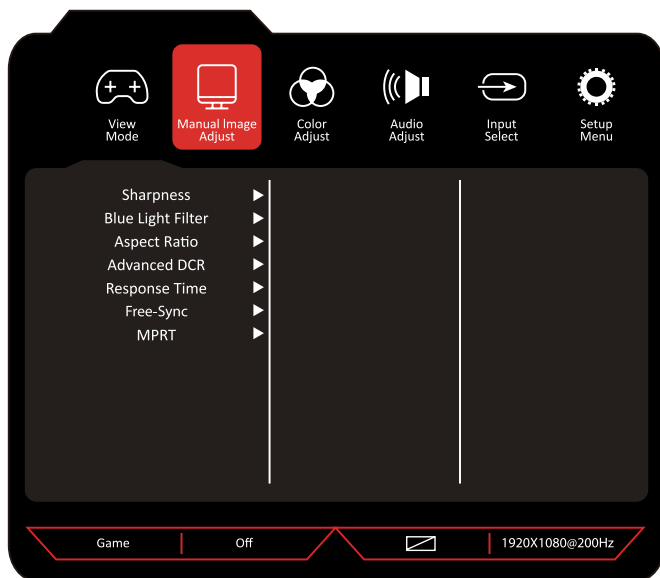 View
Mode
Manual Image
Adjust
Color
Adjust
Audio
Adjust
Input
Select
Setup
Menu
Sharpness
Blue Light Filter
Aspect Ratio
Advanced DCR
Response Time
Free-Sync
MPRT
Game
Off
1920X1080@200Hz